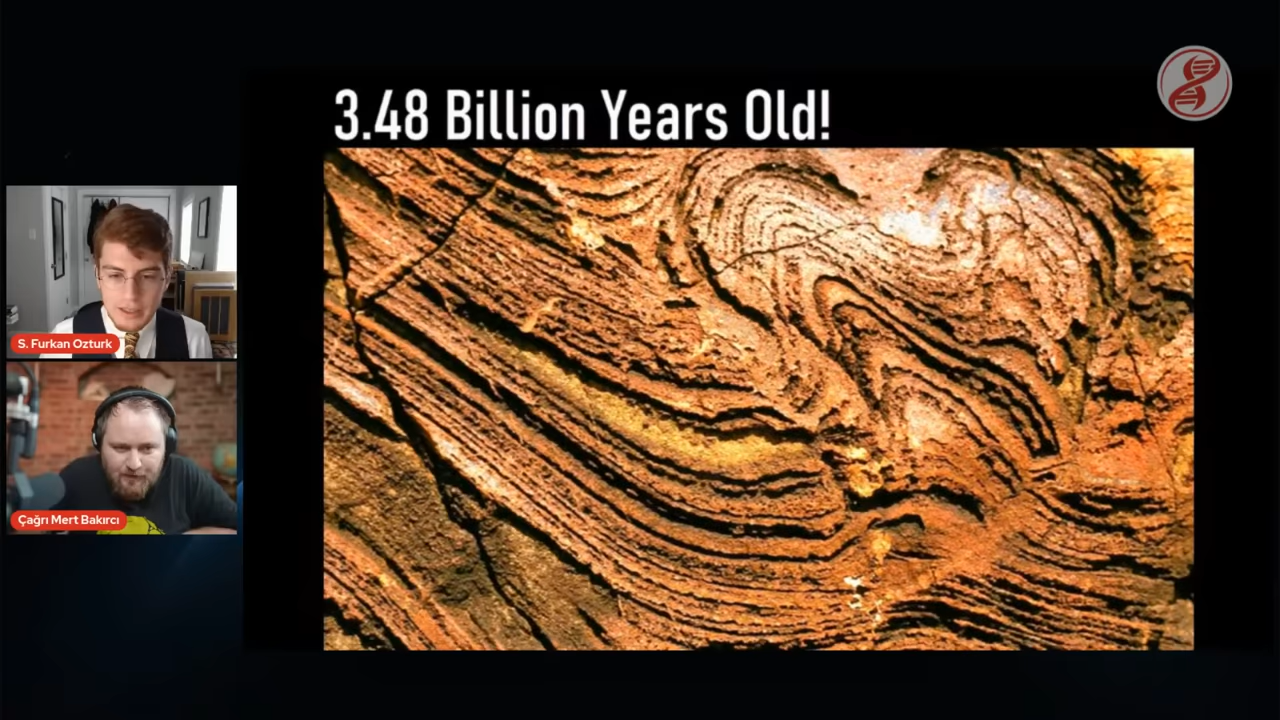 3.48 Billion Years Old!
S. Furkan Ozturk
Çağrı Mert Bakırcı